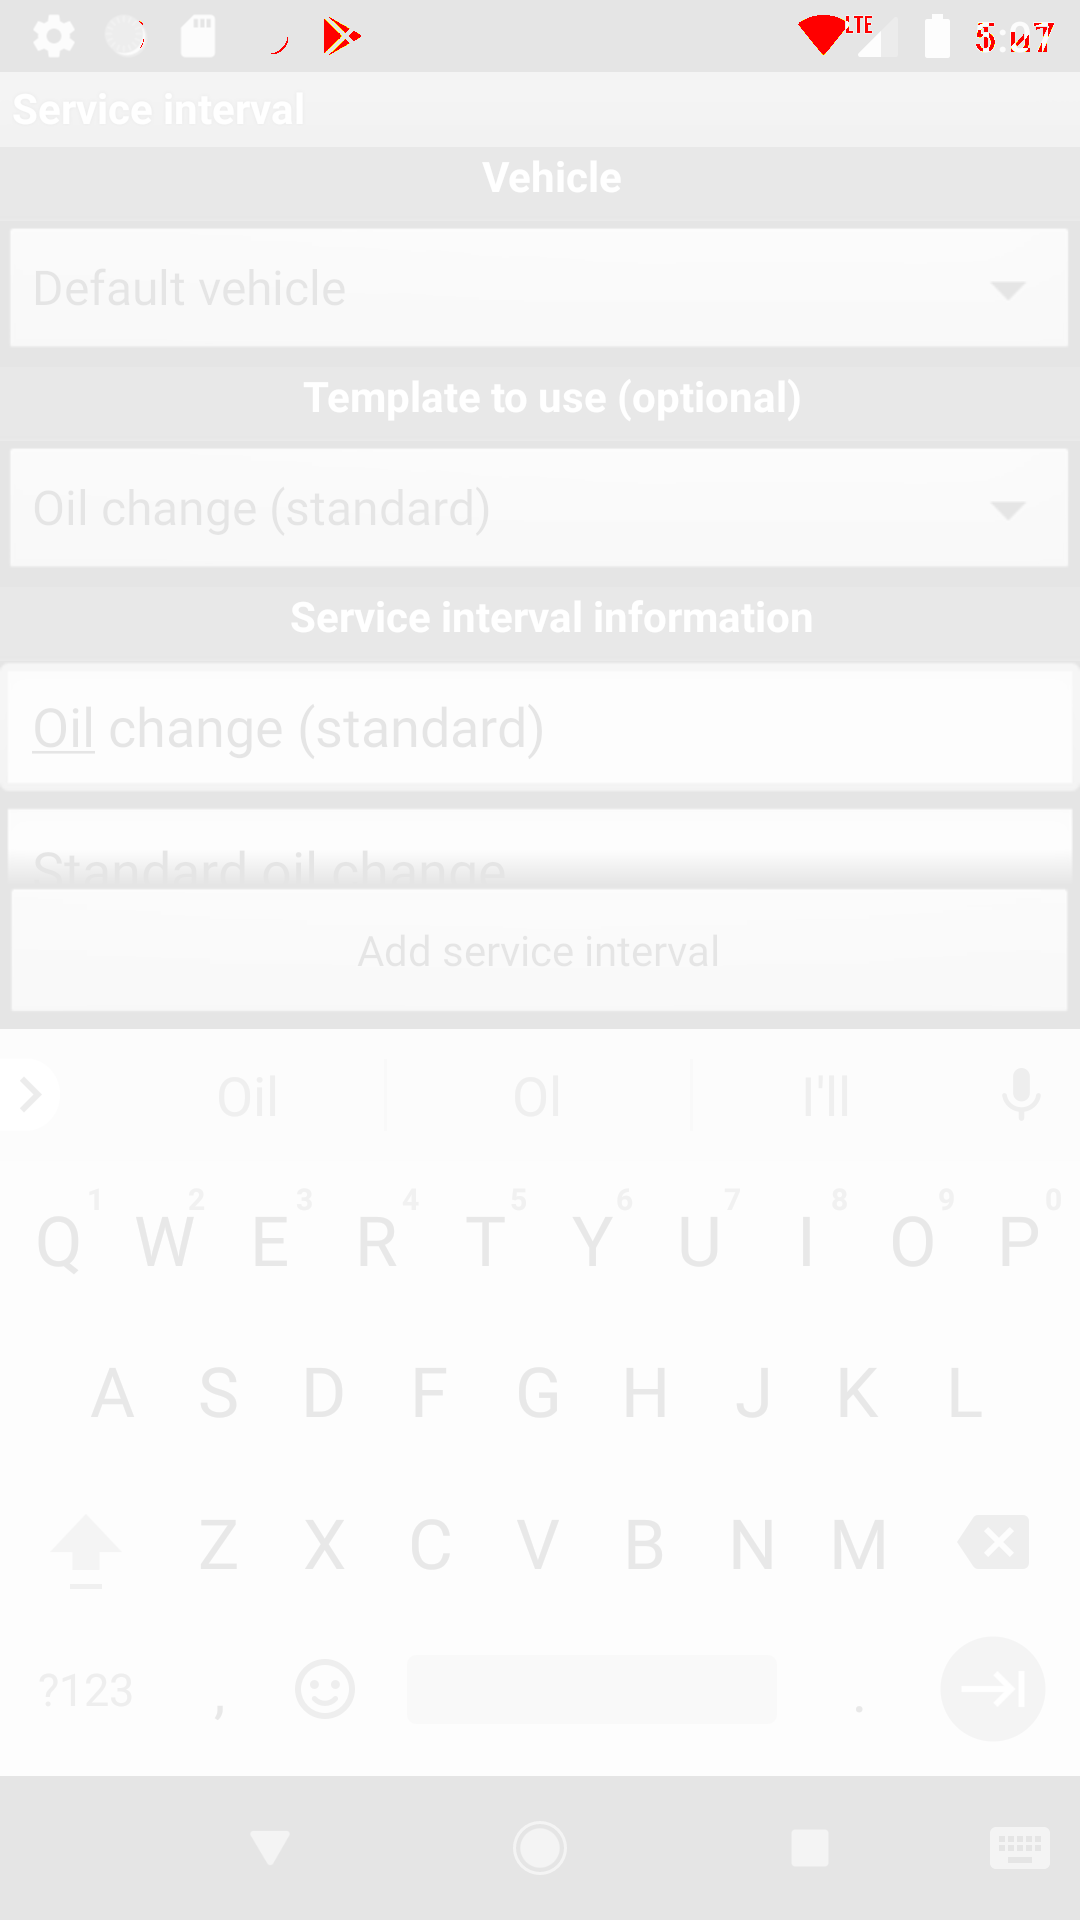 LTE
Service interval
Vehicle
Default vehicle
Template to use (optional)
Oil change (standard)
Service interval information
Oil change (standard)
Standard oil change
Add service interval
Oil Ol I'll
1 2 3 4 5 6 7 8 9 0
Q W E R T Y U I O P
A S D F G H J K L
Z X C V B N M
?123 , .